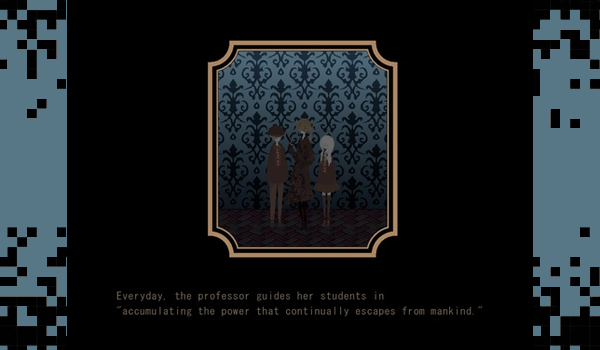 Everyday, the professor guides her students in
"accumulating the power that continually escapes from mankind."